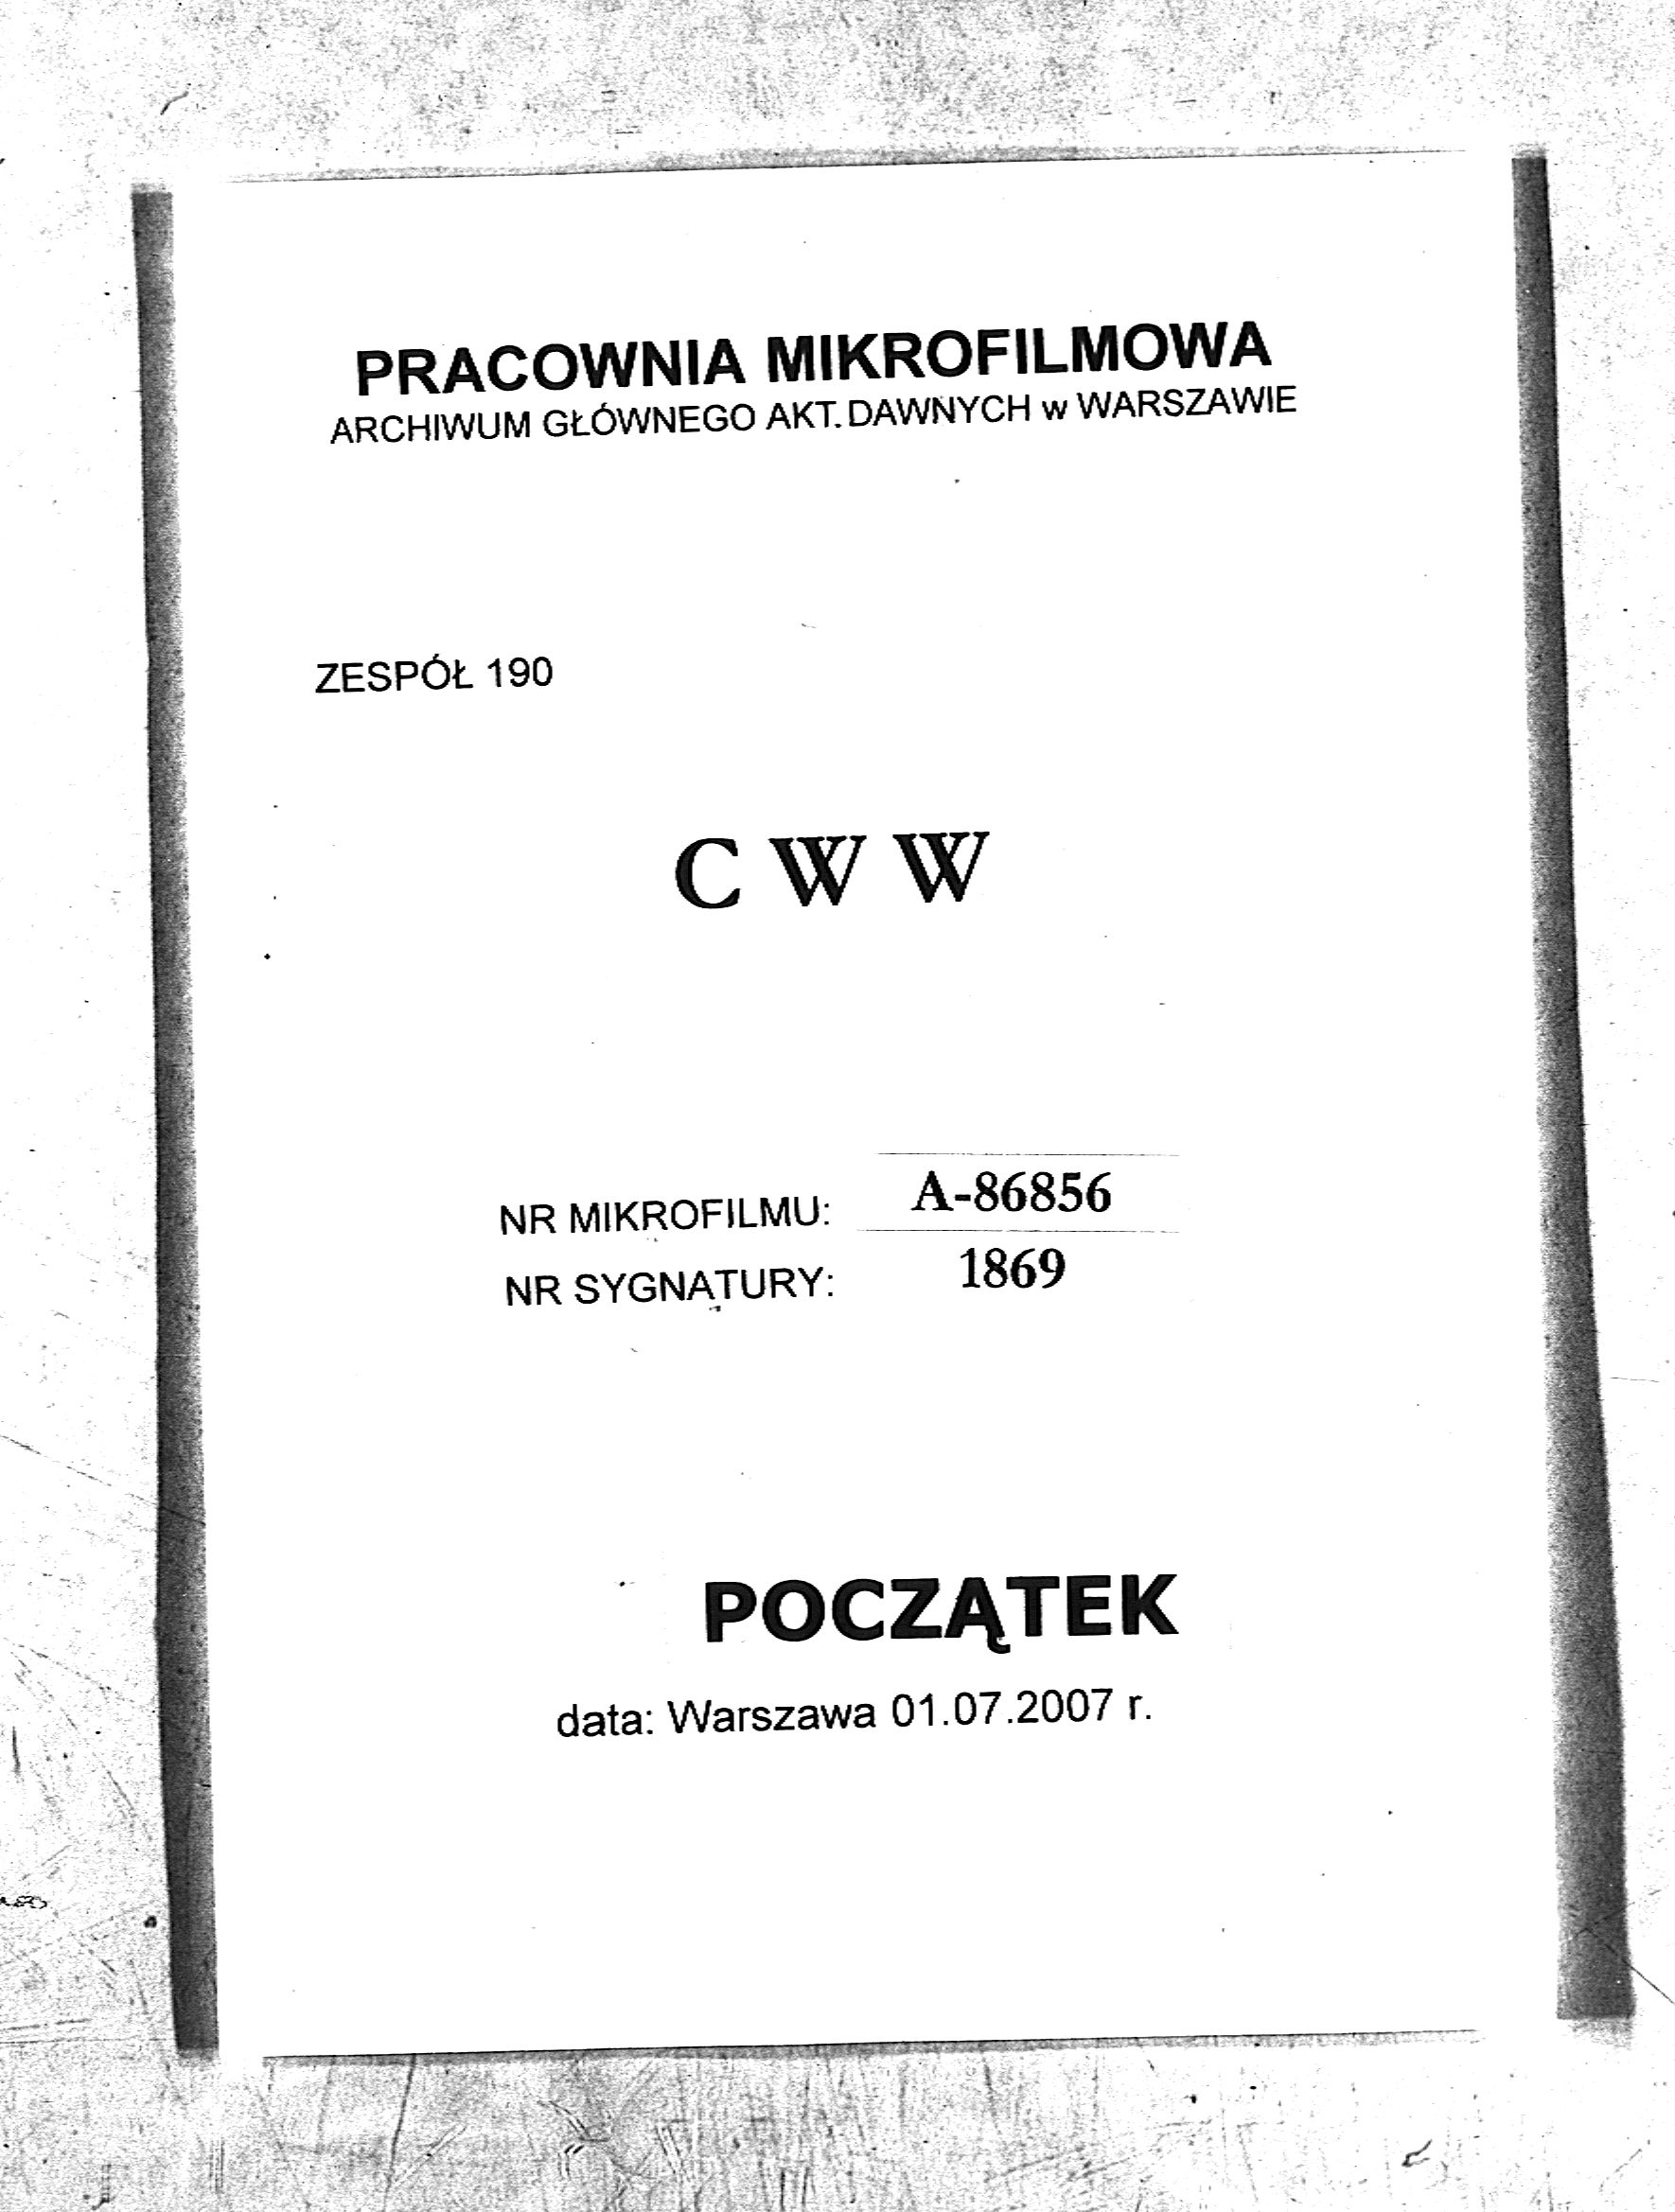 PRACOWNIA MIKROFILMOWA
ARCHIWUM GŁÓWNEGO AKT. DAWNYCH w WARSZAWIE
ZESPÓŁ 190
C W W
NR MIKROFILMU: A-86856
NR SYGNATURY: 1869
POCZĄTEK
data: Warszawa 01.07.2007 r.